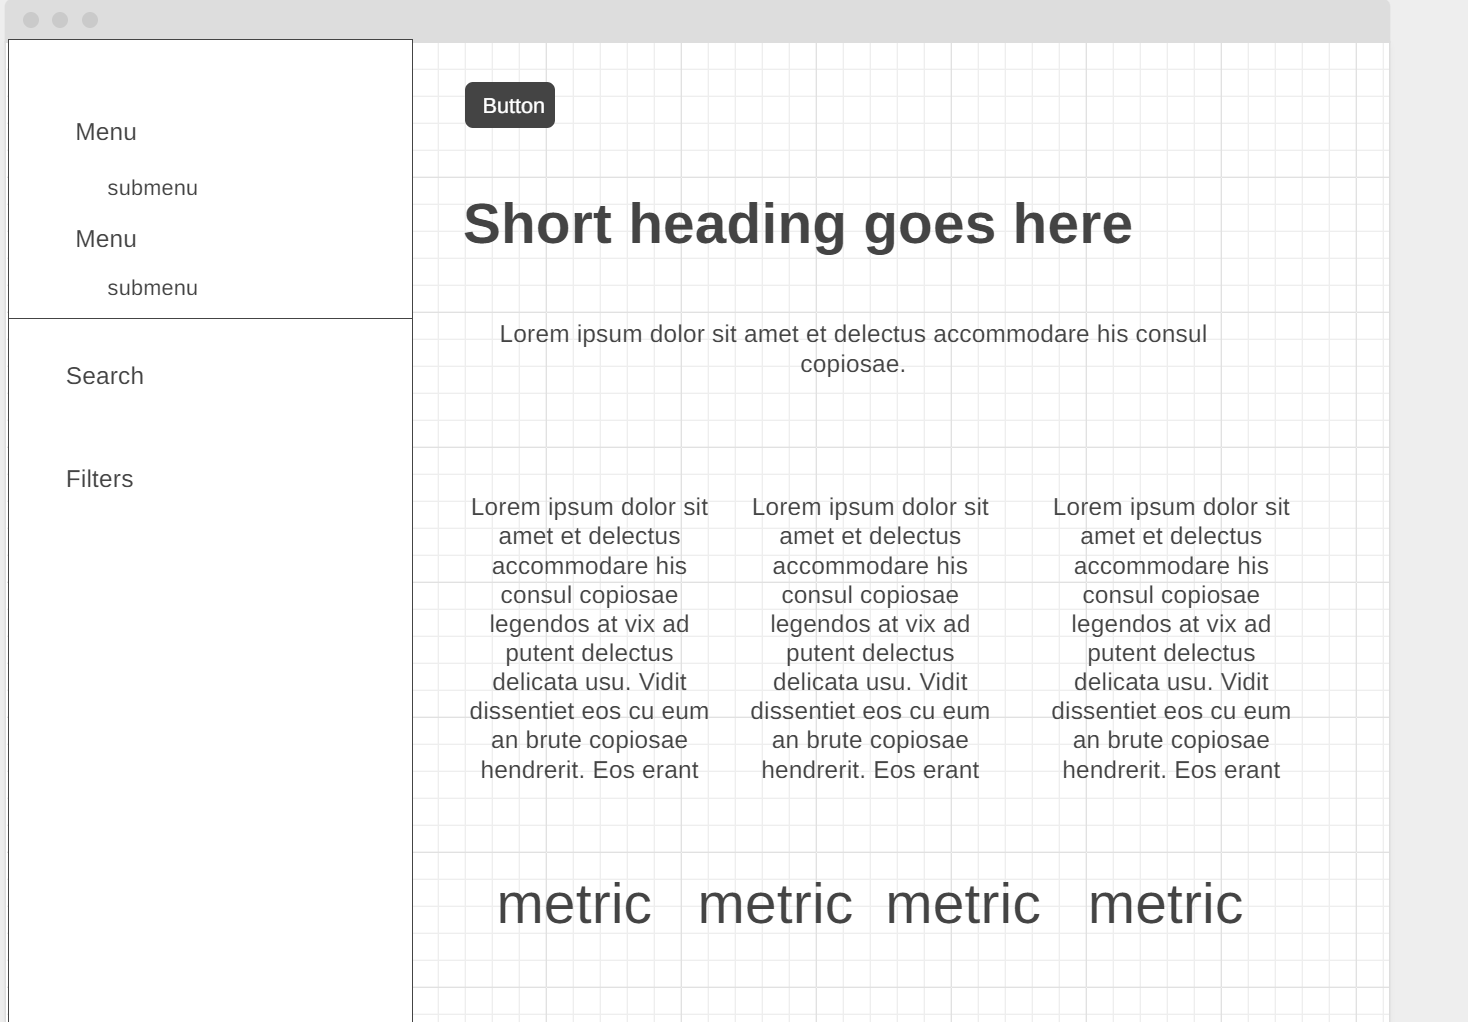 Menu
submenu
Menu
submenu
Search
Filters
Button
Short heading goes here
Lorem ipsum dolor sit amet et delectus accommodare his consul
copiosae.
Lorem ipsum dolor sit
amet et delectus
accommodare his
consul copiosae
legendos at vix ad
putent delectus
delicata usu. Vidit
dissentiet eos cu eum
an brute copiosae
hendrerit. Eos erant
Lorem ipsum dolor sit
amet et delectus
accommodare his
consul copiosae
legendos at vix ad
putent delectus
delicata usu. Vidit
dissentiet eos cu eum
an brute copiosae
hendrerit. Eos erant
Lorem ipsum dolor sit
amet et delectus
accommodare his
consul copiosae
legendos at vix ad
putent delectus
delicata usu. Vidit
dissentiet eos cu eum
an brute copiosae
hendrerit. Eos erant
metric metric metric metric